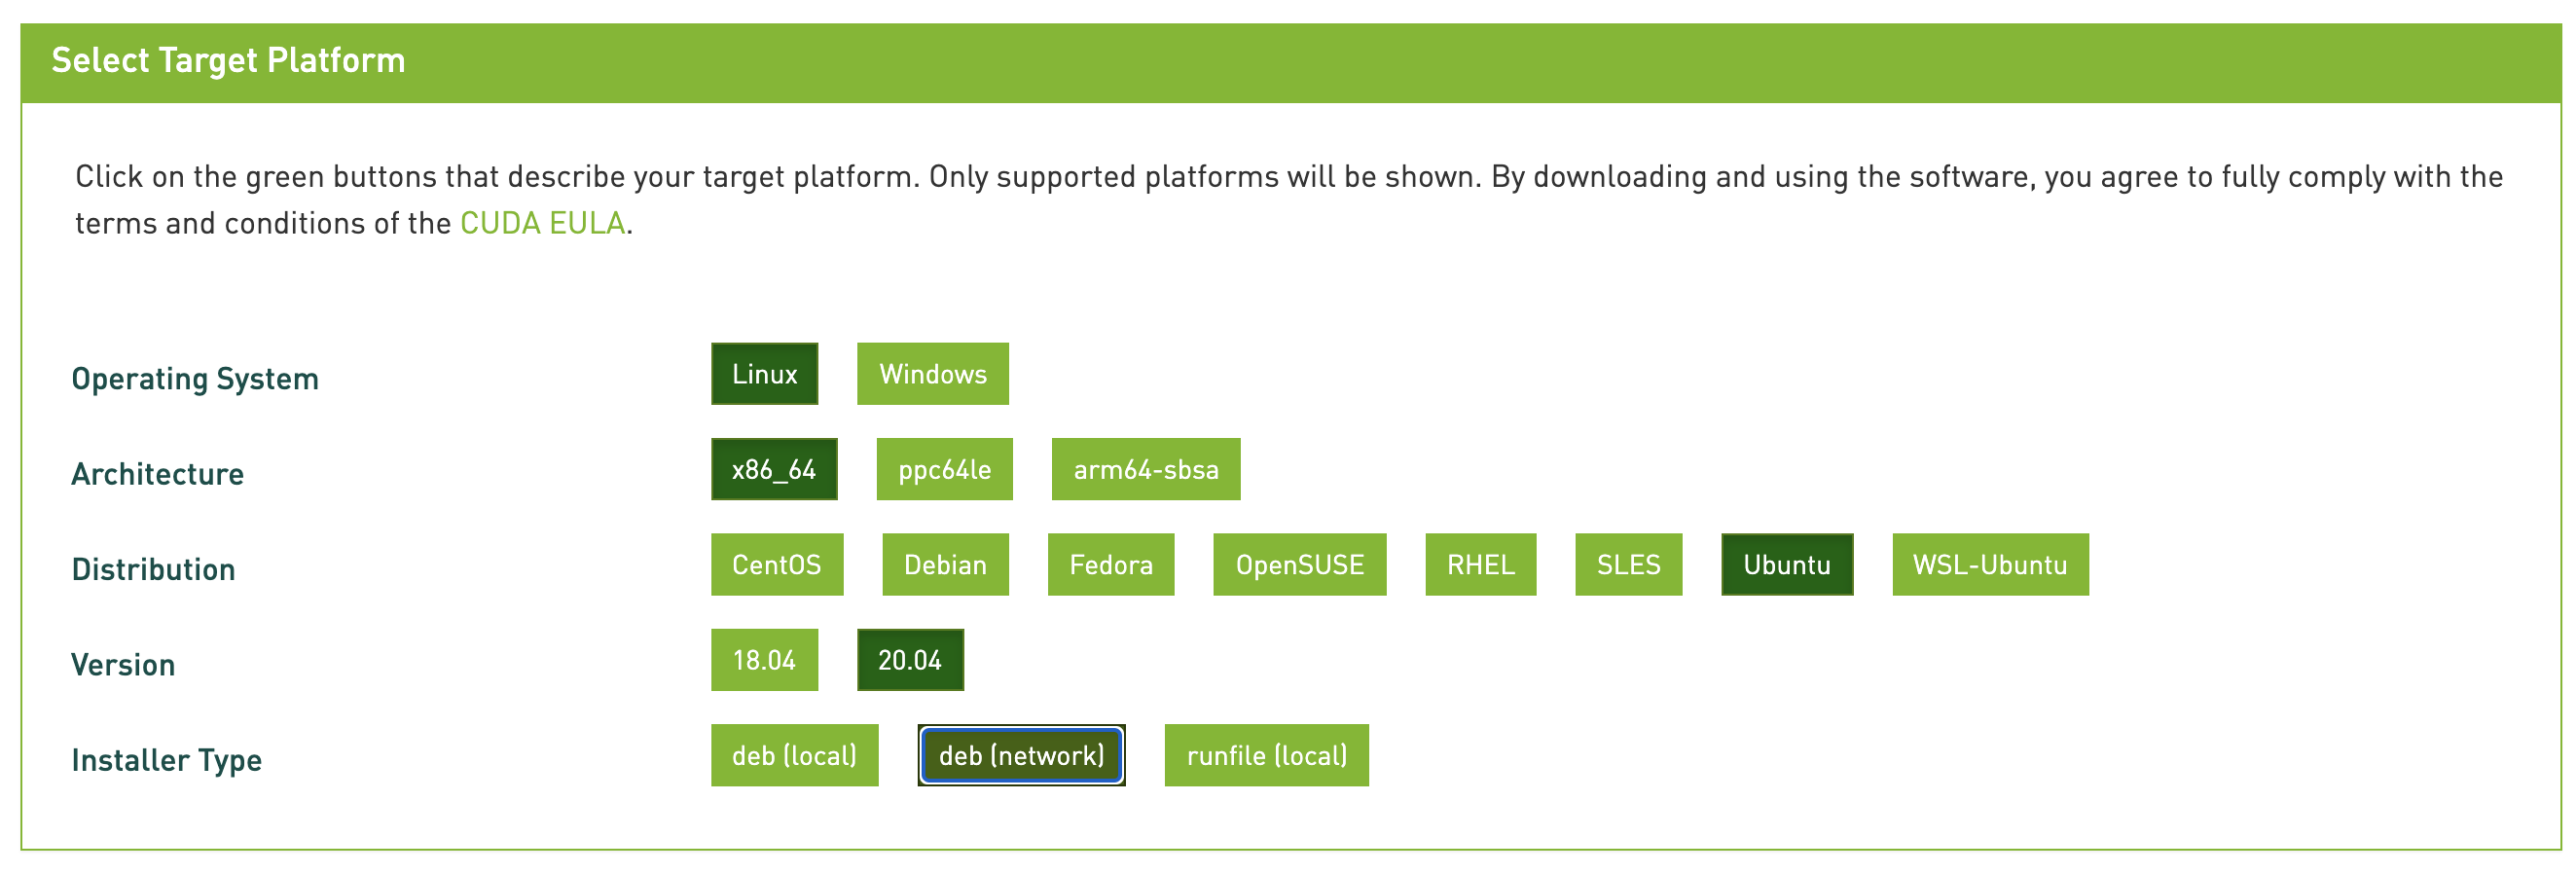 Select Target Platform
Click on the green buttons that describe your target platform. Only supported platforms will be shown. By downloading and using the software, you agree to fully comply with the
terms and conditions of the CUDA EULA.
Operating System Linux Windows
Architecture x86_64 ppc64le arm64-sbsa
Distribution CentOS Debian Fedora OpenSUSE RHEL SLES Ubuntu WSL-Ubuntu
Version 18.04 20.04
Installer Type deb (local) deb (network) runfile (local)